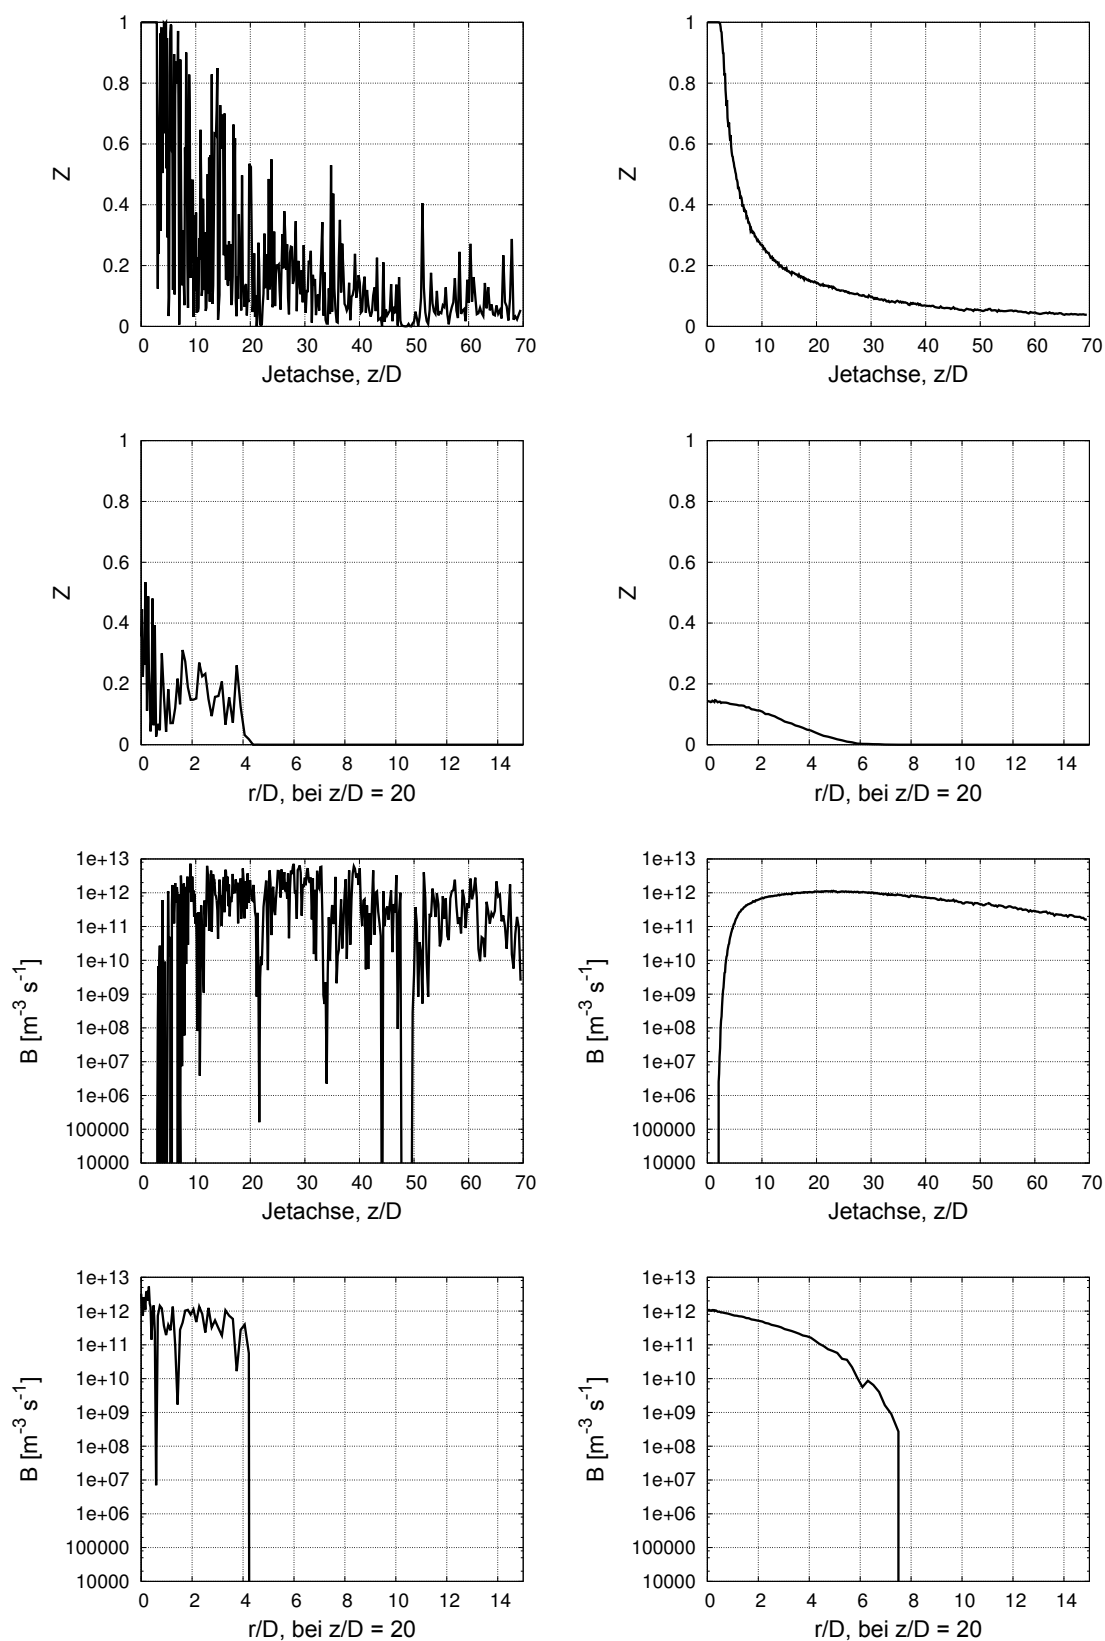 1
0.8
0.6
0.4
0.2
0
Z
0 10 20 30 40 50 60 70
Jetachse, z/D
1
0.8
0.6
0.4
0.2
0
Z
0 10 20 30 40 50 60 70
Jetachse, z/D
1
0.8
0.6
0.4
0.2
0
Z
0 2 4 6 8 10 12 14
r/D, bei z/D = 20
1
0.8
0.6
0.4
0.2
0
Z
0 2 4 6 8 10 12 14
r/D, bei z/D = 20
1e+13
1e+12
1e+11
1e+10
1e+09
1e+08
1e+07
1e+06
100000
10000
B [m-3 s-1]
0 10 20 30 40 50 60 70
Jetachse, z/D
1e+13
1e+12
1e+11
1e+10
1e+09
1e+08
1e+07
1e+06
100000
10000
B [m-3 s-1]
0 10 20 30 40 50 60 70
Jetachse, z/D
1e+13
1e+12
1e+11
1e+10
1e+09
1e+08
1e+07
1e+06
100000
10000
B [m-3 s-1]
0 2 4 6 8 10 12 14
r/D, bei z/D = 20
1e+13
1e+12
1e+11
1e+10
1e+09
1e+08
1e+07
1e+06
100000
10000
B [m-3 s-1]
0 2 4 6 8 10 12 14
r/D, bei z/D = 20